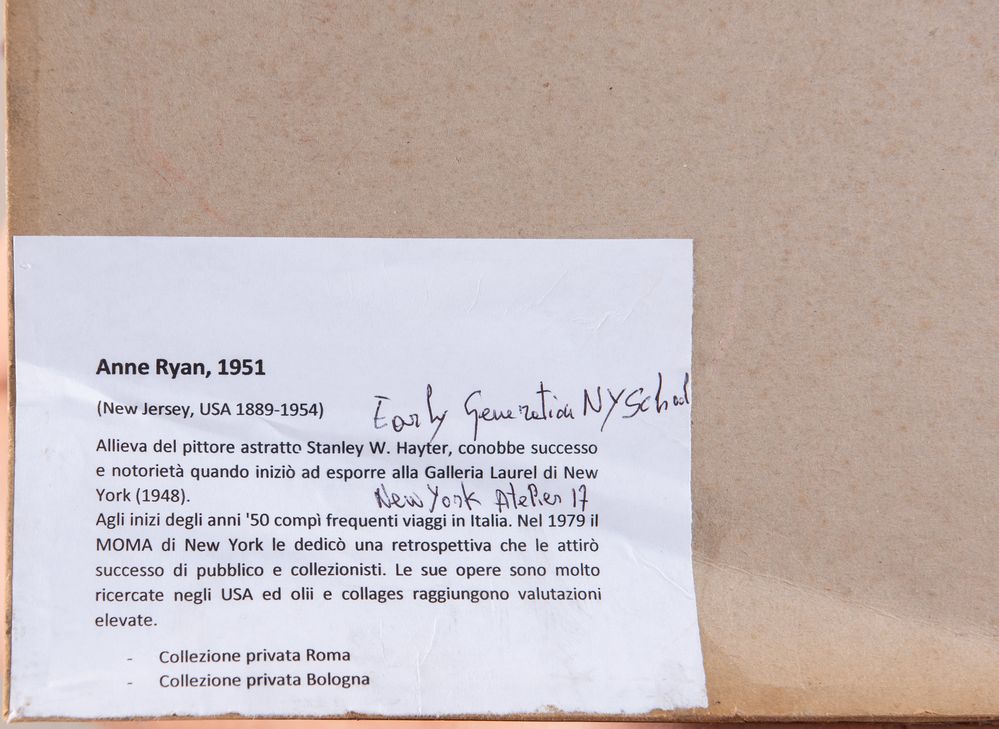 Anne Ryan, 1951
(New Jersey, USA 1889-1954)
Early Generation NY School
Allieva del pittore astratto Stanley W. Hayter, conobbe successo
e notorietà quando iniziò ad esporre alla Galleria Laurel di New
York (1948).
New York Atelier 17
Agli inizi degli anni '50 compì frequenti viaggi in Italia. Nel 1979 il
MOMA di New York le dedicò una retrospettiva che le attirò
successo di pubblico e collezionisti. Le sue opere sono molto
ricercate negli USA ed olii e collages raggiungono valutazioni
elevate.
- Collezione privata Roma
- Collezione privata Bologna